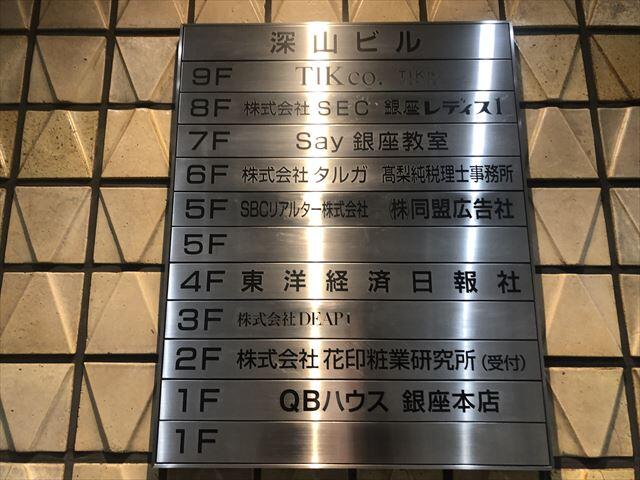 深山ビル
9F TIK co. TIK
8F 株式会社 SEC 銀座レディス1
7F Say 銀座教室
6F 株式会社 タルガ 髙梨純税理士事務所
5F SBCリアルター株式会社 ㈱同盟広告社
5F
4F 東洋経済日報社
3F 株式会社DEAP
2F 株式会社 花印粧業研究所(受付)
1F QBハウス 銀座本店
1F